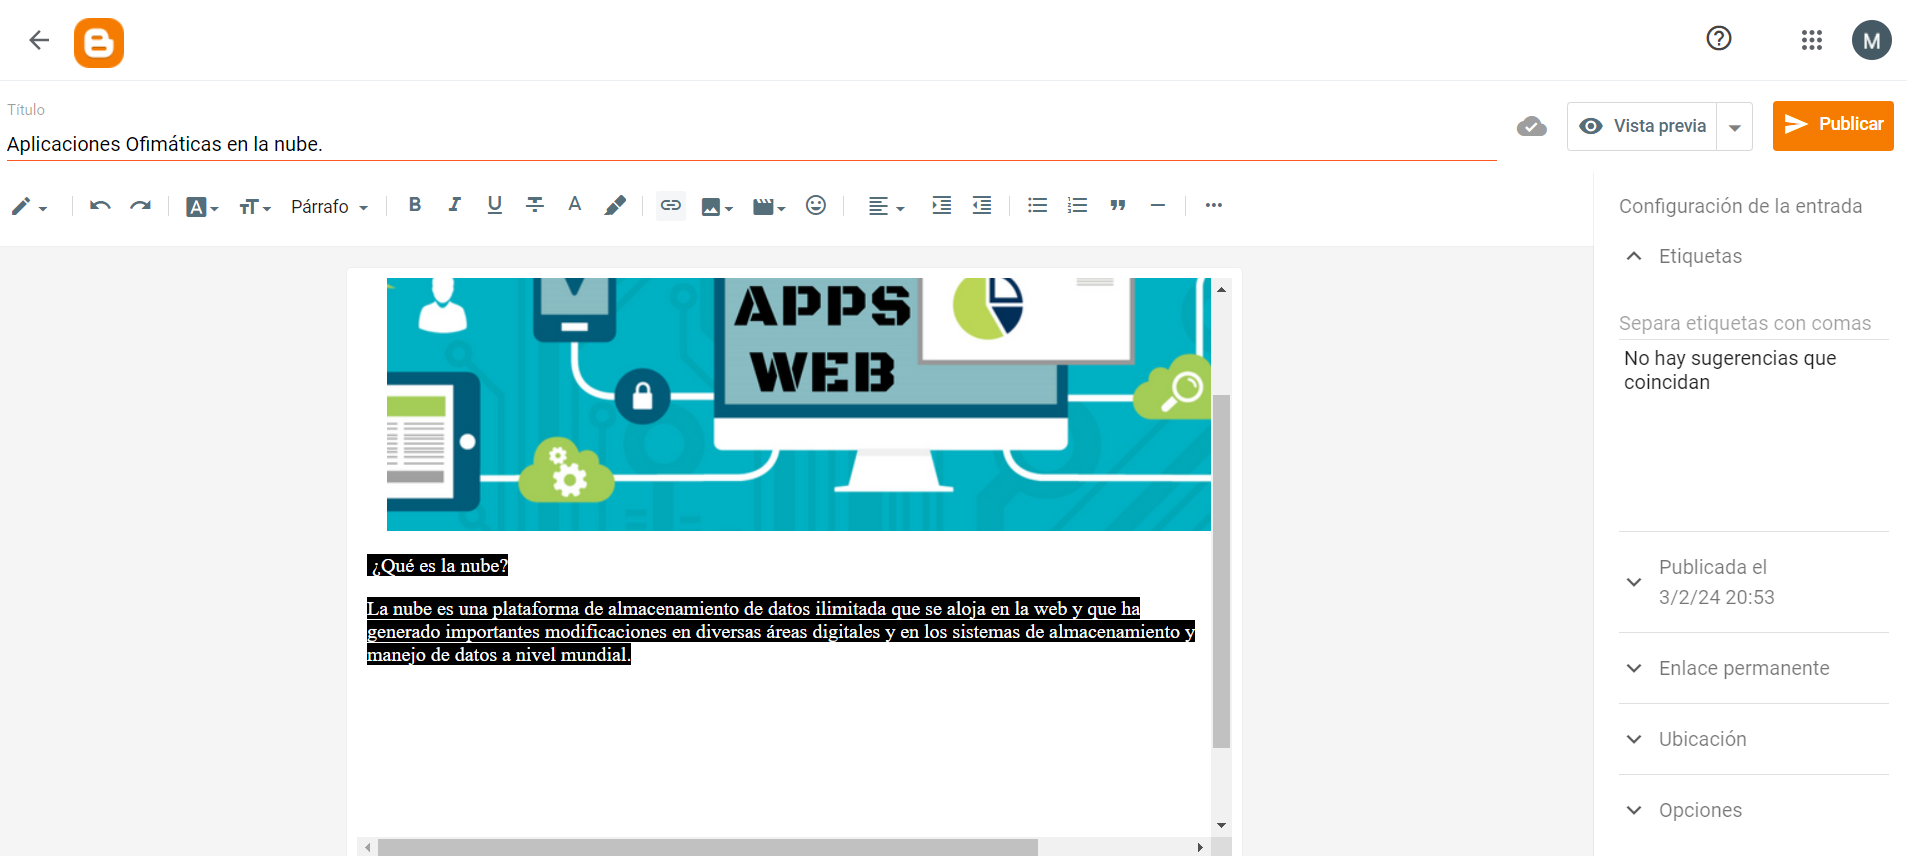 M
Título
Aplicaciones Ofimáticas en la nube.
Vista previa
Publicar
Párrafo
B I U A
Configuración de la entrada
Etiquetas
Separa etiquetas con comas
No hay sugerencias que
coincidan
APPS
WEB
¿Qué es la nube?
La nube es una plataforma de almacenamiento de datos ilimitada que se aloja en la web y que ha
generado importantes modificaciones en diversas áreas digitales y en los sistemas de almacenamiento y
manejo de datos a nivel mundial.
Publicada el
3/2/24 20:53
Enlace permanente
Ubicación
Opciones